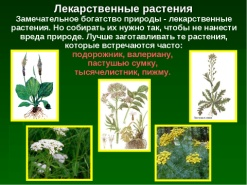 Лекарственные растения
Замечательное богатство природы - лекарственные
растения. Но собирать их нужно так, чтобы не нанести
вреда природе. Лучше заготавливать те растения,
которые встречаются часто:
подорожник, валериану,
пастушью сумку,
тысячелистник, пижму.